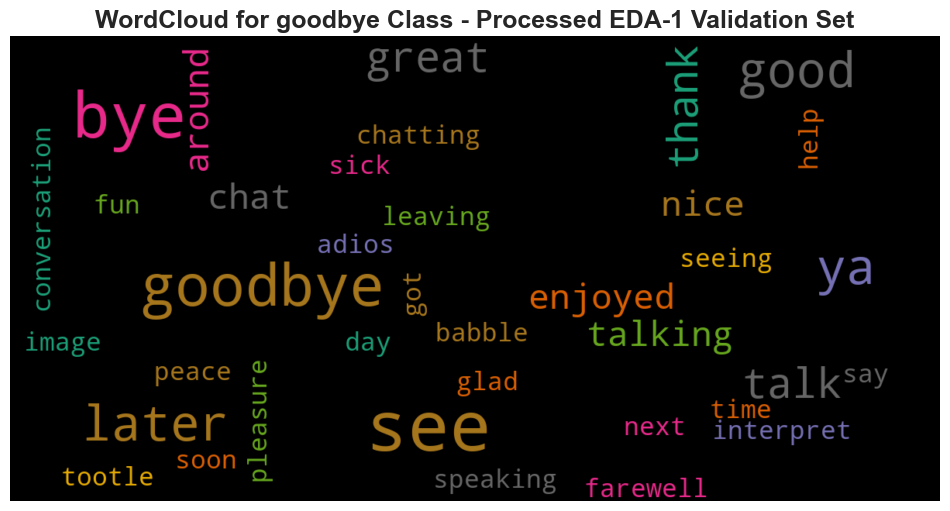 WordCloud for goodbye Class - Processed EDA-1 Validation Set
great
good
thank
around
bye
help
chatting
sick
conversation
chat
nice
fun
leaving
adios
seeing
ya
goodbye
got
enjoyed
babble
talking
image
day
peace
pleasure
glad
talk
say
later
see
time
next
interpret
soon
tootle
speaking
farewell